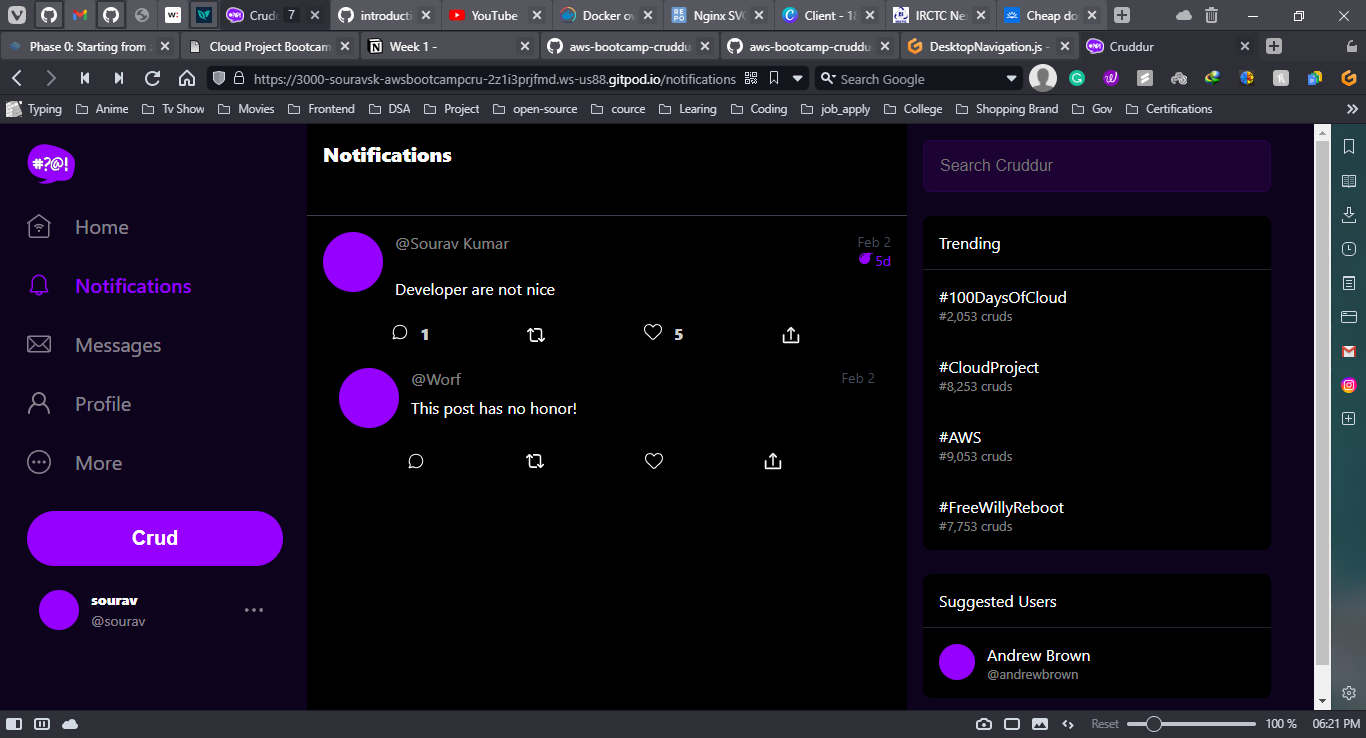 Crudd
7
introducti
YouTube
Docker ov
Nginx SVG
Client - 18
IRCTC Nex
Cheap do
Phase 0: Starting from
Cloud Project Bootcam
Week 1 -
aws-bootcamp-cruddu
aws-bootcamp-cruddu
DesktopNavigation.js -
Cruddur
https://3000-souravsk-awsbootcampcru-2z1i3prjfmd.ws-us88.gitpod.io/notifications
Search Google
Typing
Anime
Tv Show
Movies
Frontend
DSA
Project
open-source
cource
Learing
Coding
job_apply
College
Shopping Brand
Gov
Certifications
#?@!
Home
Notifications
Messages
Profile
More
Crud
sourav
@sourav
Notifications
@Sourav Kumar
Feb 2
5d
Developer are not nice
1
5
@Worf
Feb 2
This post has no honor!
Search Cruddur
Trending
#100DaysOfCloud
#2,053 cruds
#CloudProject
#8,253 cruds
#AWS
#9,053 cruds
#FreeWillyReboot
#7,753 cruds
Suggested Users
Andrew Brown
@andrewbrown
Reset
100 %
06:21 PM